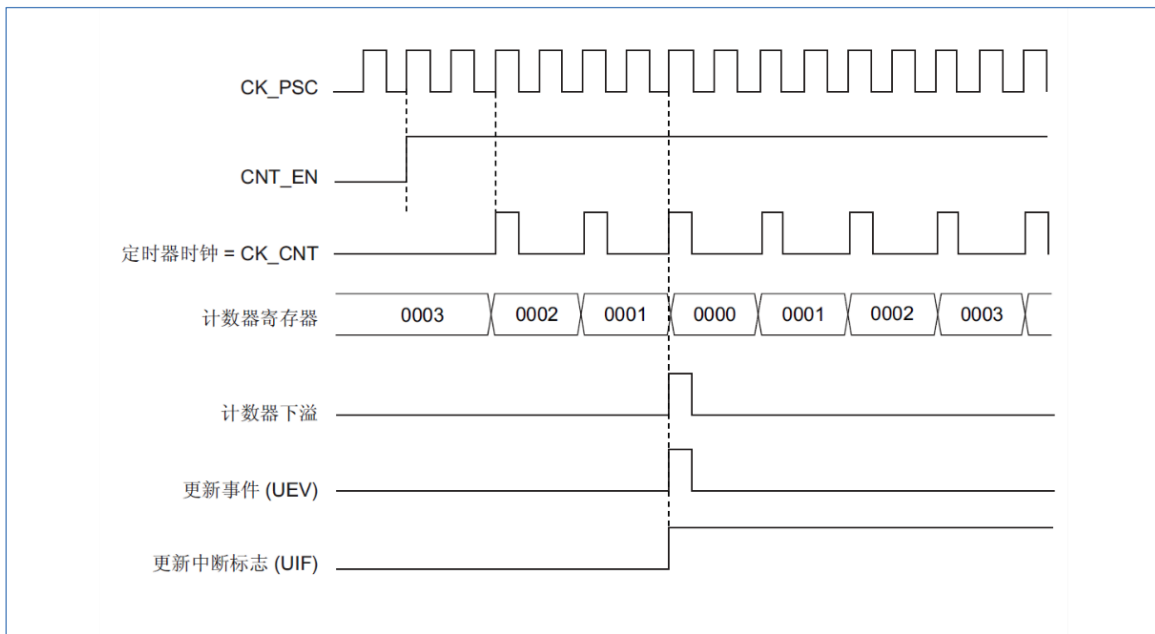 CK_PSC
CNT_EN
定时器时钟 = CK_CNT
计数器寄存器 0003 0002 0001 0000 0001 0002 0003
计数器下溢
更新事件 (UEV)
更新中断标志 (UIF)